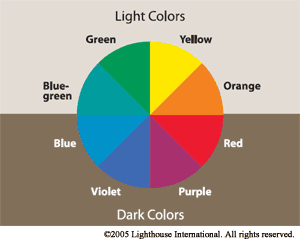 Light Colors
Green
Yellow
Blue-
green
Orange
Blue
Red
Violet
Purple
Dark Colors
©2005 Lighthouse International. All rights reserved.